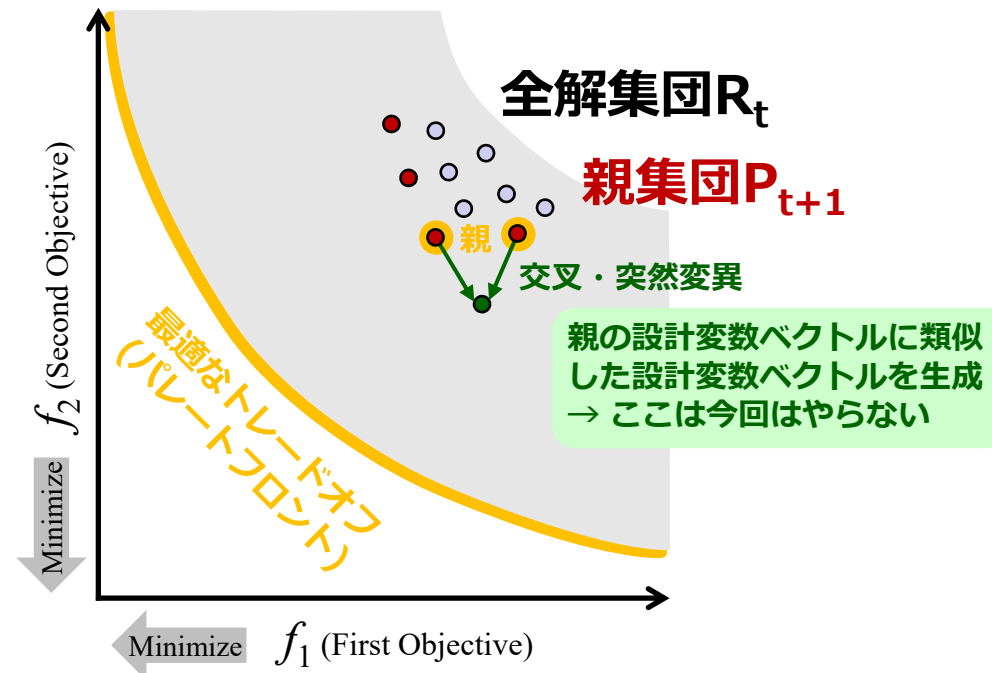 全解集団Rt
親集団Pt+1
親
交叉・突然変異
親の設計変数ベクトルに類似
した設計変数ベクトルを生成
→ ここは今回はやらない
最適なトレードオフ
(パレートフロント)
f2 (Second Objective)
Minimize
Minimize
f1 (First Objective)